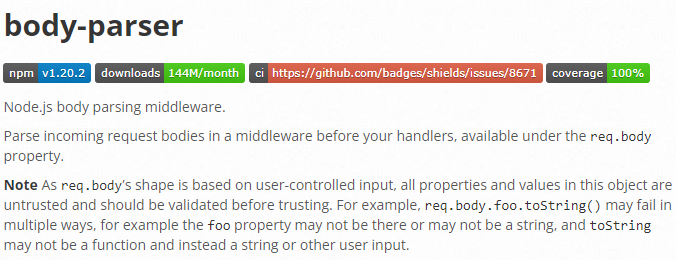 body-parser
npm v1.20.2 downloads 144M/month ci https://github.com/badges/shields/issues/8671 coverage 100%
Node.js body parsing middleware.
Parse incoming request bodies in a middleware before your handlers, available under the req.body
property.
Note As req.body’s shape is based on user-controlled input, all properties and values in this object are
untrusted and should be validated before trusting. For example, req.body.foo.toString() may fail in
multiple ways, for example the foo property may not be there or may not be a string, and toString
may not be a function and instead a string or other user input.